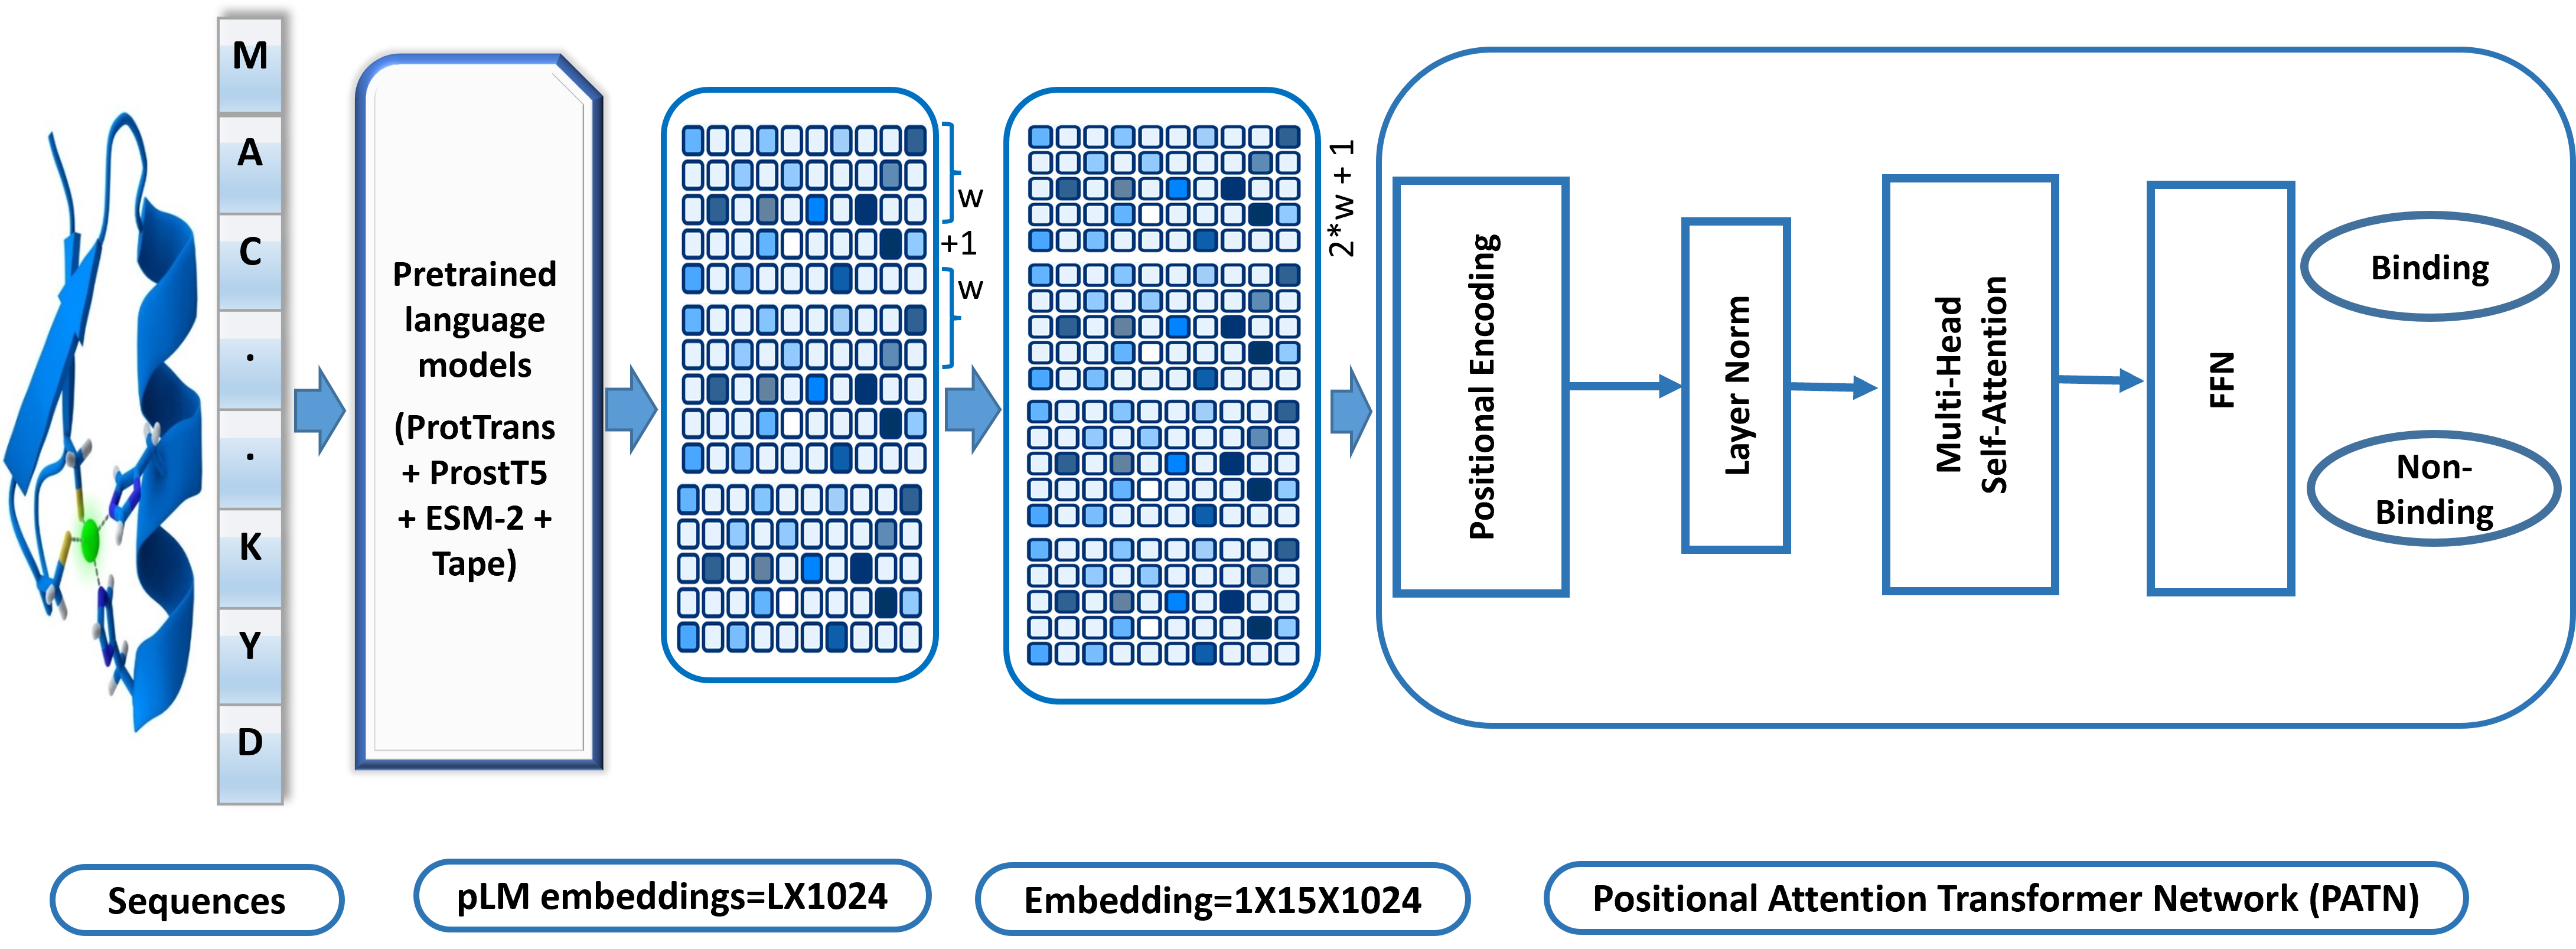 M
A
C
.
.
K
Y
D
Pretrained
language
models
(ProtTrans
+ ProstT5
+ ESM-2 +
Tape)
w
+1
w
2*w + 1
Positional Encoding
Layer Norm
Multi-Head
Self-Attention
FFN
Binding
Non-
Binding
Sequences
pLM embeddings=LX1024
Embedding=1X15X1024
Positional Attention Transformer Network (PATN)